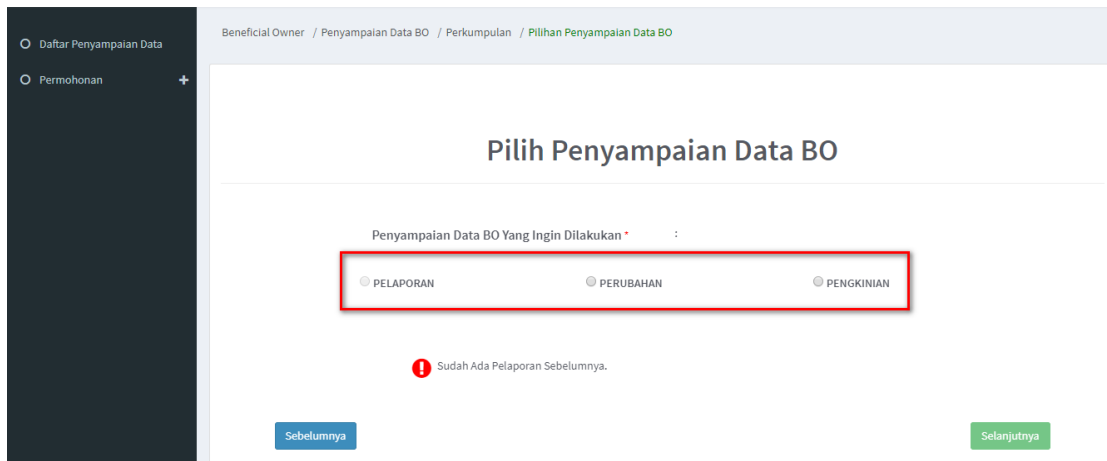 Daftar Penyampaian Data
Permohonan +
Beneficial Owner / Penyampaian Data BO / Perkumpulan / Pilihan Penyampaian Data BO
Pilih Penyampaian Data BO
Penyampaian Data BO Yang Ingin Dilakukan * :
PELAPORAN PERUBAHAN PENGKINIAN
! Sudah Ada Pelaporan Sebelumnya.
Sebelumnya Selanjutnya